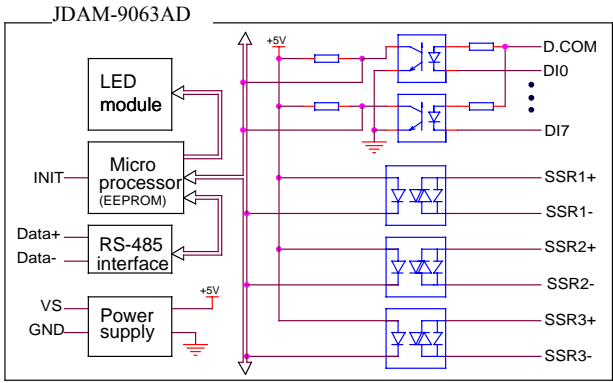 JDAM-9063AD
LED
module
Micro
processor
(EEPROM)
INIT
Data+
Data-
RS-485
interface
VS
GND
Power
supply
+5V
+5V
D.COM
DI0
DI7
SSR1+
SSR1-
SSR2+
SSR2-
SSR3+
SSR3-